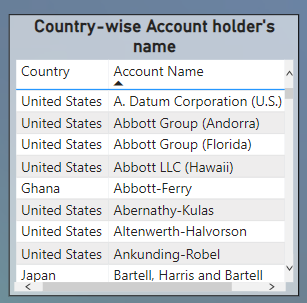 Country-wise Account holder's
name
Country Account Name
United States A. Datum Corporation (U.S.)
United States Abbott Group (Andorra)
United States Abbott Group (Florida)
United States Abbott LLC (Hawaii)
Ghana Abbott-Ferry
United States Abernathy-Kulas
United States Altenwerth-Halvorson
United States Ankunding-Robel
Japan Bartell, Harris and Bartell